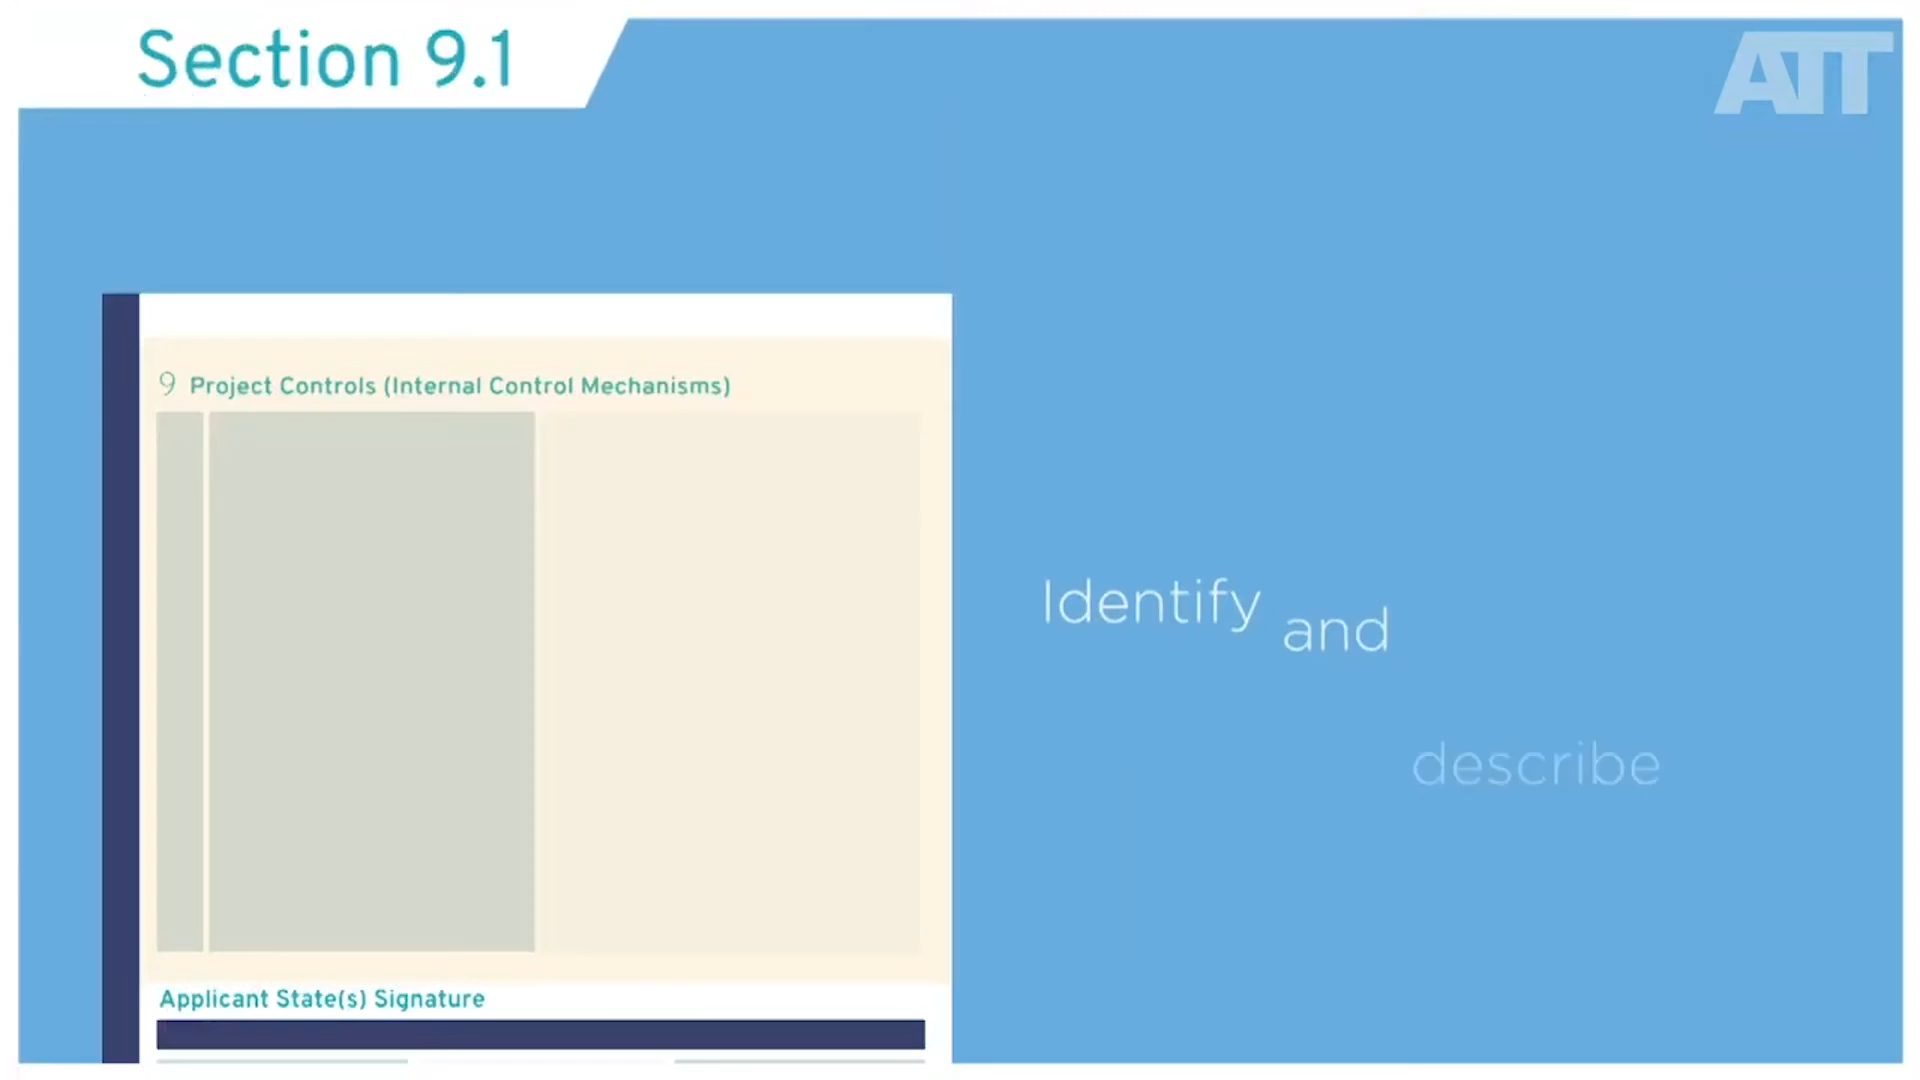 Section 9.1
ATT
9 Project Controls (Internal Control Mechanisms)
Identify and
describe
Applicant State(s) Signature